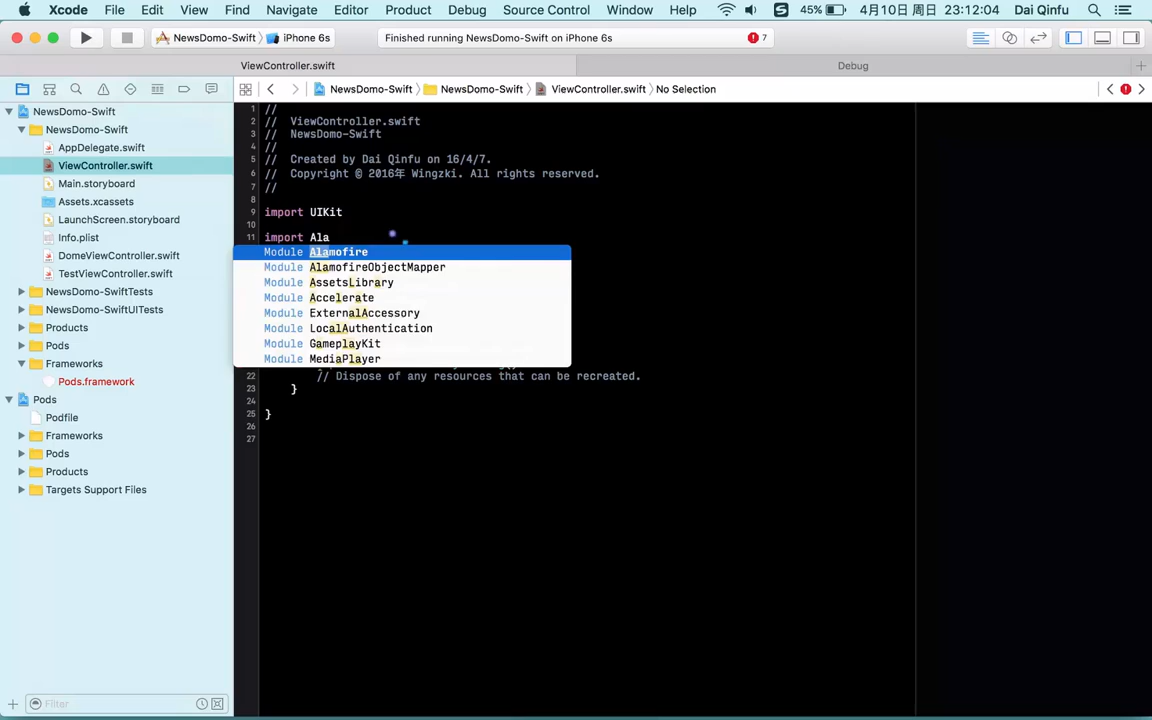 Xcode File Edit View Find Navigate Editor Product Debug Source Control Window Help 45% 4月10日 周日 23:12:04 Dai Qinfu
NewsDomo-Swift iPhone 6s Finished running NewsDomo-Swift on iPhone 6s 7
ViewController.swift Debug
NewsDomo-Swift NewsDomo-Swift ViewController.swift No Selection
NewsDomo-Swift
NewsDomo-Swift
AppDelegate.swift
ViewController.swift
Main.storyboard
Assets.xcassets
LaunchScreen.storyboard
Info.plist
DomeViewController.swift
TestViewController.swift
NewsDomo-SwiftTests
NewsDomo-SwiftUITests
Products
Pods
Frameworks
Pods.framework
Pods
Podfile
Frameworks
Pods
Products
Targets Support Files
Filter
1 //
2 // ViewController.swift
3 // NewsDomo-Swift
4 //
5 // Created by Dai Qinfu on 16/4/7.
6 // Copyright © 2016年 Wingzki. All rights reserved.
7 //
8
9 import UIKit
10
11 import Ala
Module Alamofire
Module AlamofireObjectMapper
Module AssetsLibrary
Module Accelerate
Module ExternalAccessory
Module LocalAuthentication
Module GameplayKit
Module MediaPlayer
22 // Dispose of any resources that can be recreated.
23 }
24
25 }
26
27